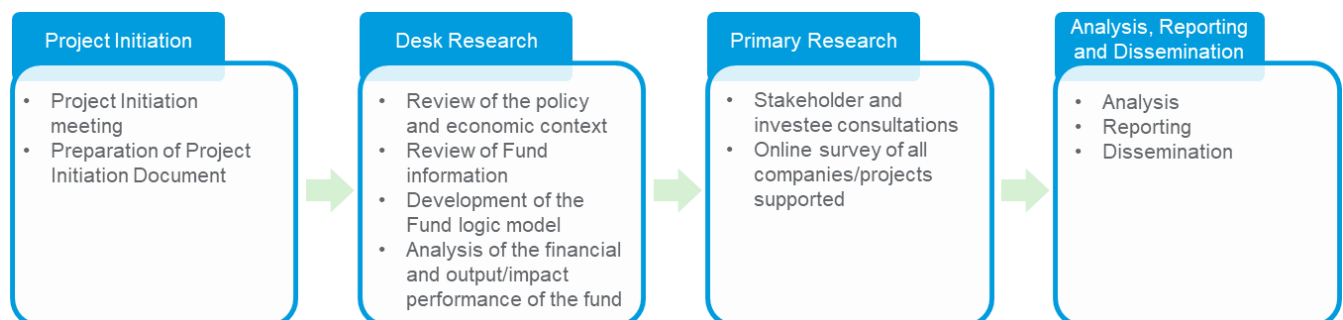 Project Initiation
• Project Initiation
meeting
• Preparation of Project
Initiation Document
Desk Research
• Review of the policy
and economic context
• Review of Fund
information
• Development of the
Fund logic model
• Analysis of the financial
and output/impact
performance of the fund
Primary Research
• Stakeholder and
investee consultations
• Online survey of all
companies/projects
supported
Analysis, Reporting
and Dissemination
• Analysis
• Reporting
• Dissemination